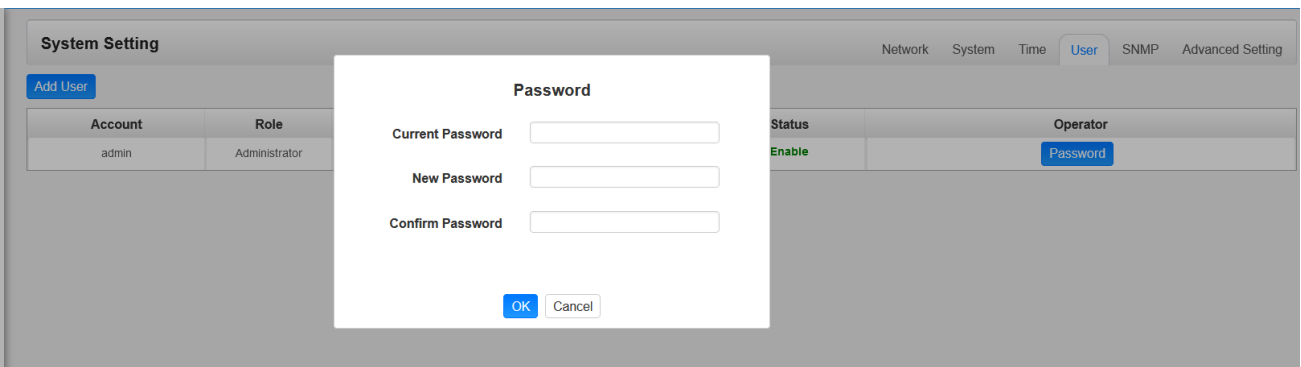 System Setting
Network System Time User SNMP Advanced Setting
Add User
Account Role Status Operator
admin Administrator Enable Password
Password
Current Password
New Password
Confirm Password
OK Cancel